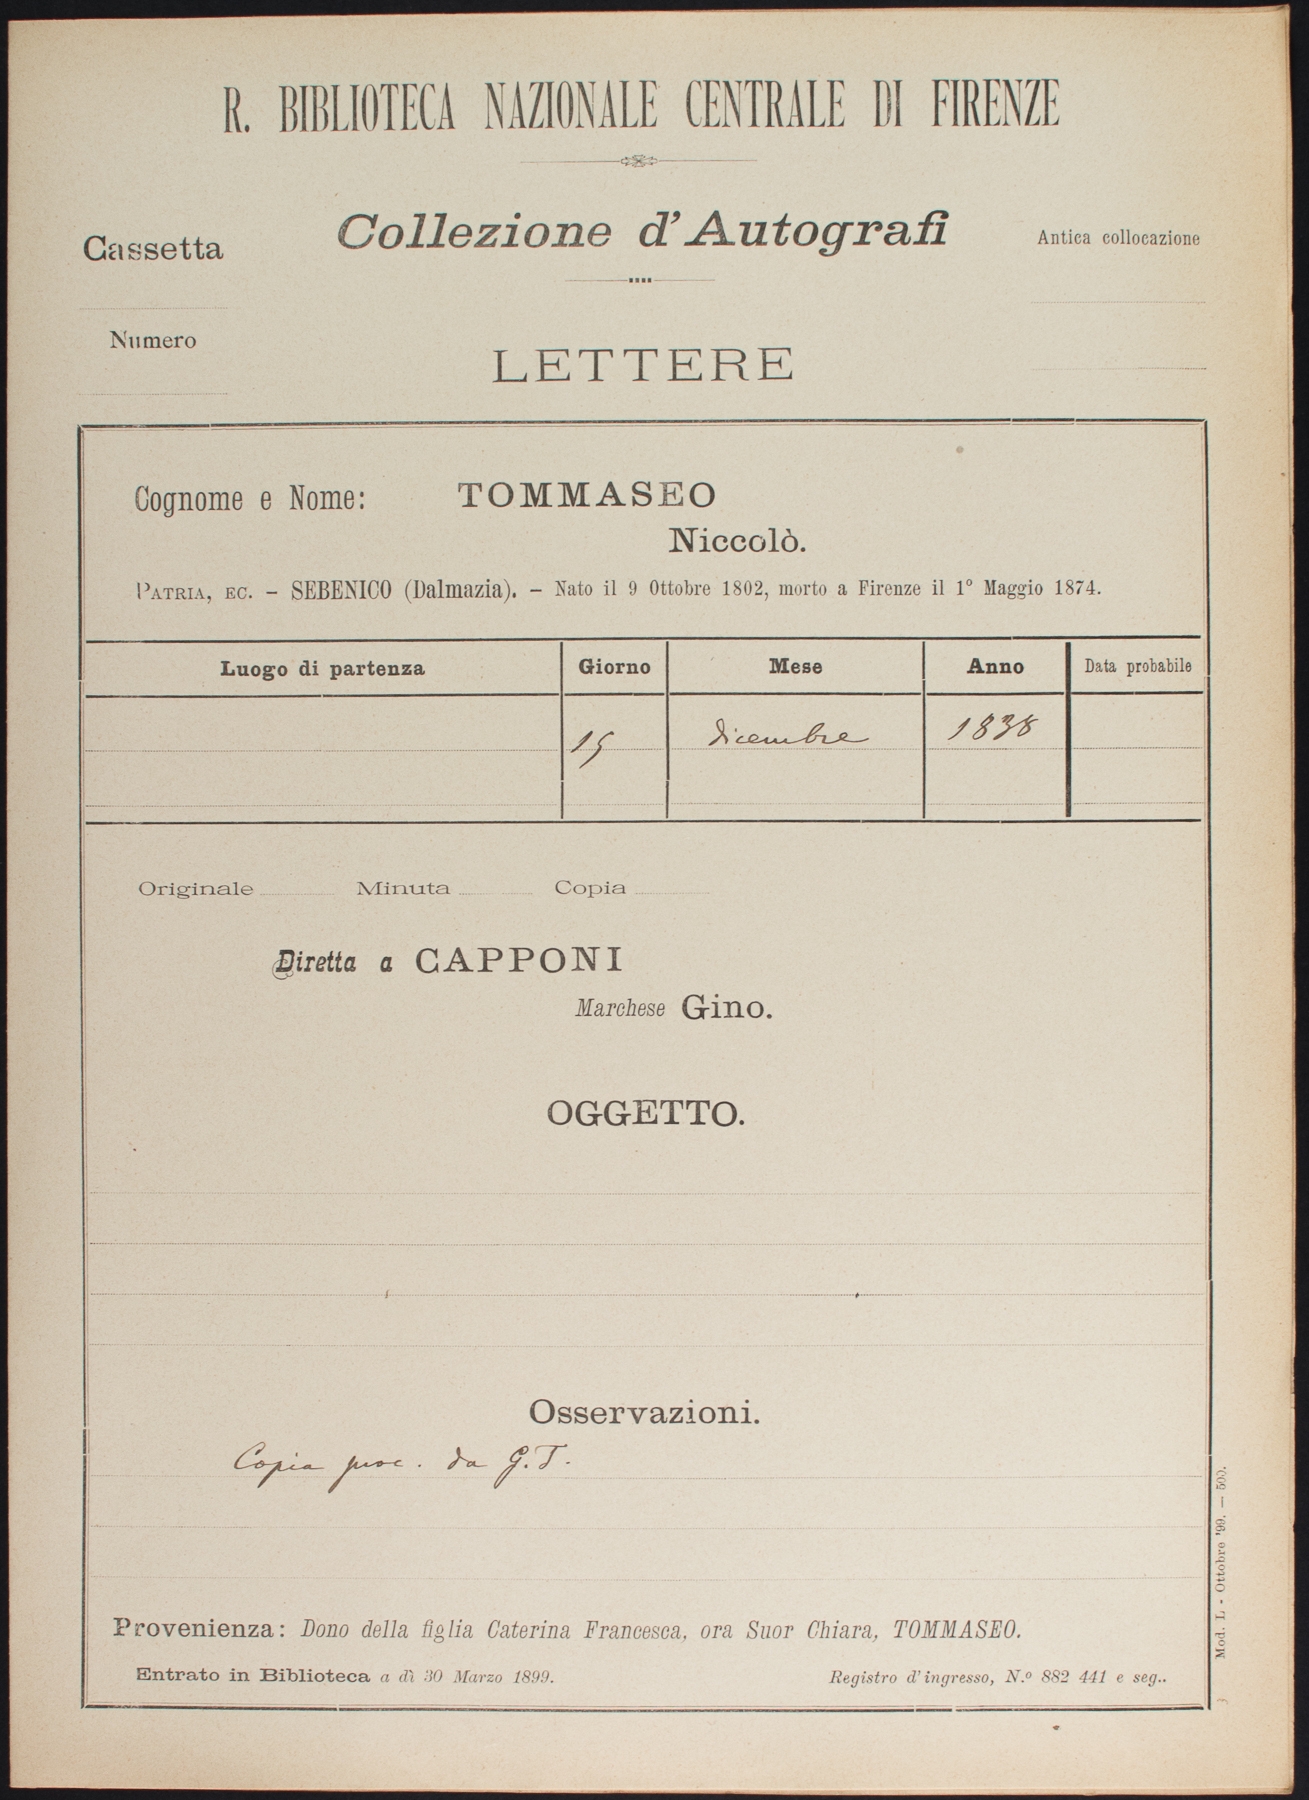 R. BIBLIOTECA NAZIONALE CENTRALE DI FIRENZE
Cassetta
Collezione d'Autografi
Antica collocazione
Numero
LETTERE
Cognome e Nome: TOMMASEO
Niccolò.
PATRIA, EC. - SEBENICO (Dalmazia). - Nato il 9 Ottobre 1802, morto a Firenze il 1º Maggio 1874.
Luogo di partenza Giorno Mese Anno Data probabile
15 dicembre 1838
Originale Minuta Copia
Diretta a CAPPONI
Marchese Gino.
OGGETTO.
Osservazioni.
Copia da G. T.
Provenienza: Dono della figlia Caterina Francesca, ora Suor Chiara, TOMMASEO.
Entrato in Biblioteca a dì 30 Marzo 1899. Registro d'ingresso, N.º 882 441 e seg..
Mod. L - Ottobre '99. — 500.